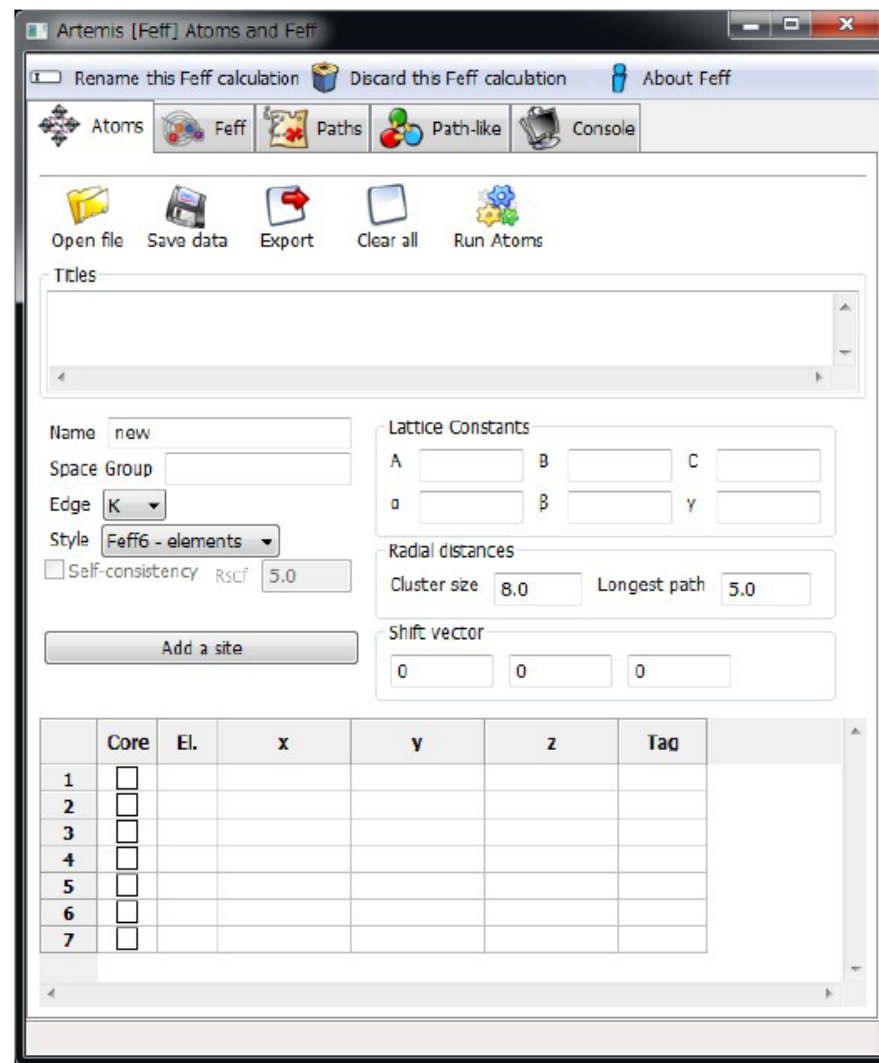 Artemis [Feff] Atoms and Feff
Rename this Feff calculation Discard this Feff calculation About Feff
Atoms Feff Paths Path-like Console
Open file Save data Export Clear all Run Atoms
Titles
Name new
Space Group
Edge K
Style Feff6 - elements
Self-consistency Rscf 5.0
Add a site
Lattice Constants
A B C
α β γ
Radial distances
Cluster size 8.0 Longest path 5.0
Shift vector
0 0 0
Core El. x y z Tag
1
2
3
4
5
6
7